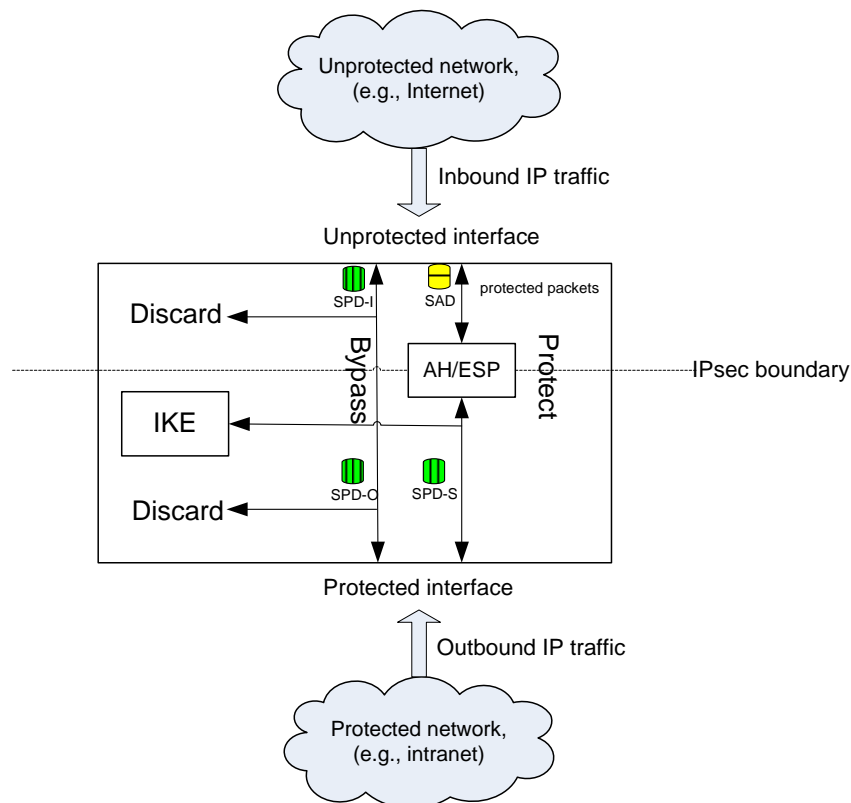 Unprotected network,
(e.g., Internet)
Inbound IP traffic
Unprotected interface
SPD-I
SAD
protected packets
Discard
Bypass
Protect
AH/ESP
IPsec boundary
IKE
SPD-O
SPD-S
Discard
Protected interface
Outbound IP traffic
Protected network,
(e.g., intranet)